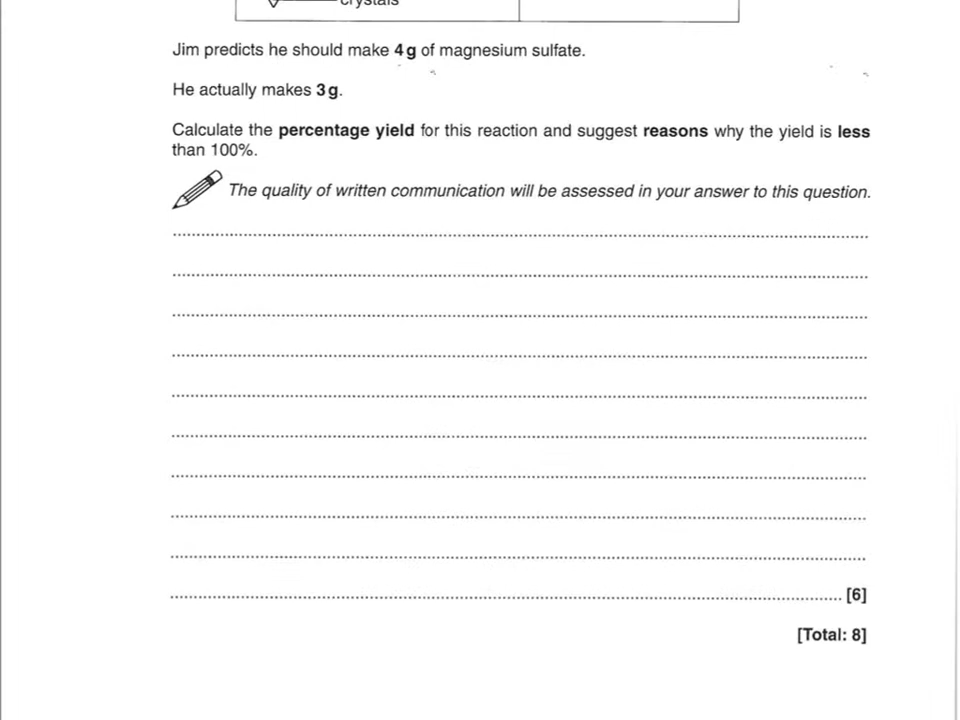 crystals
Jim predicts he should make 4 g of magnesium sulfate.
He actually makes 3 g.
Calculate the percentage yield for this reaction and suggest reasons why the yield is less
than 100%.
The quality of written communication will be assessed in your answer to this question.
[6]
[Total: 8]